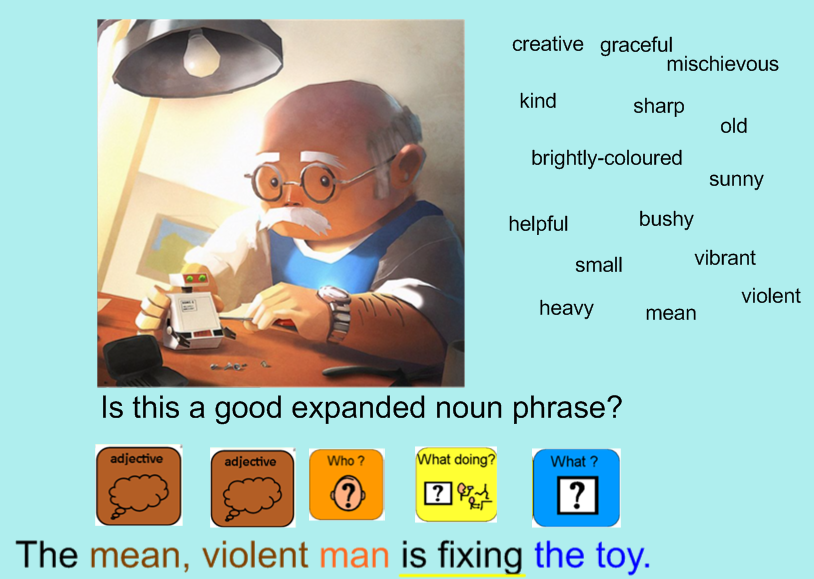 creative graceful
mischievous
kind sharp
old
brightly-coloured
sunny
helpful bushy
small vibrant
violent
heavy mean
Is this a good expanded noun phrase?
adjective adjective Who ? What doing? What ?
? ? ?
The mean, violent man is fixing the toy.